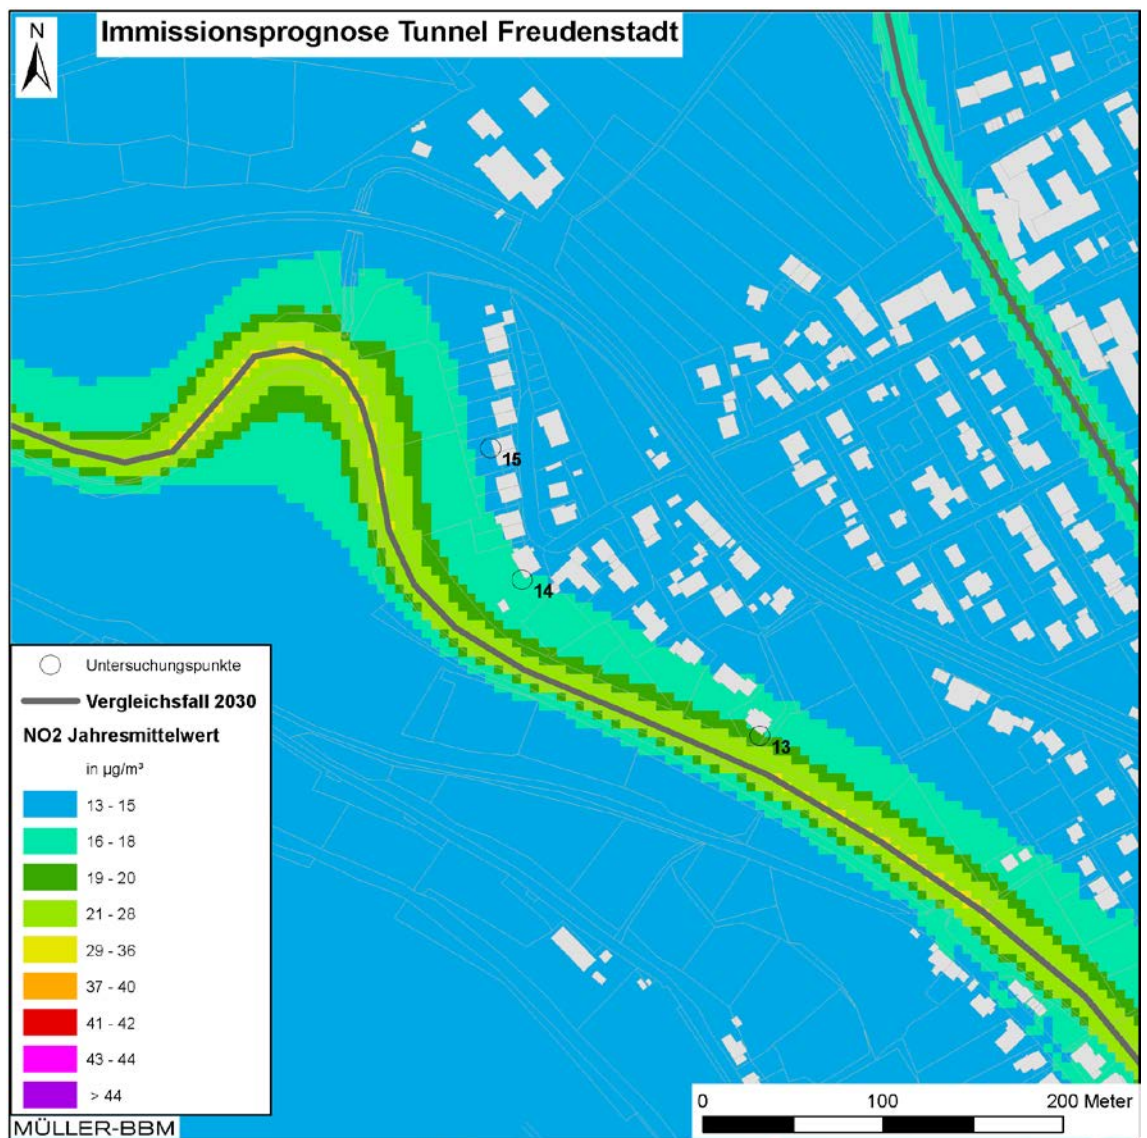 Immissionsprognose Tunnel Freudenstadt
N
15
14
13
Untersuchungspunkte
Vergleichsfall 2030
NO2 Jahresmittelwert
in µg/m³
13 - 15
16 - 18
19 - 20
21 - 28
29 - 36
37 - 40
41 - 42
43 - 44
> 44
MÜLLER-BBM
0 100 200 Meter